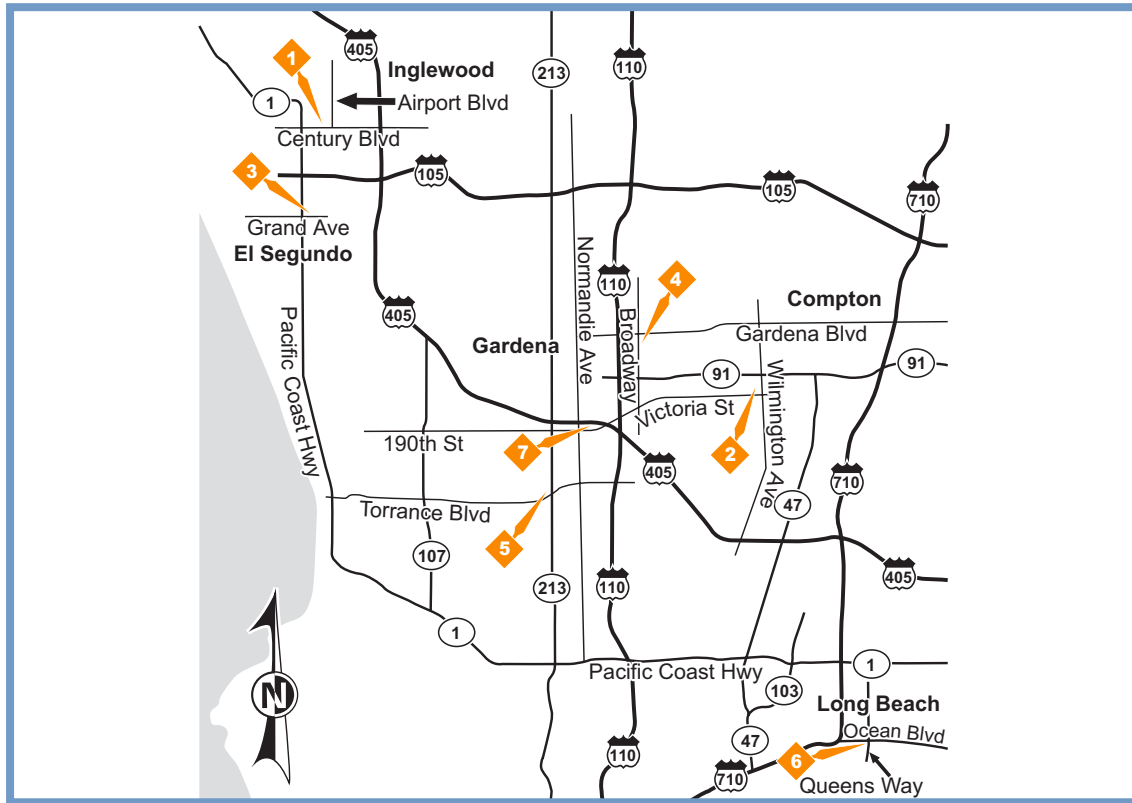 405
110
213
1
Inglewood
1
Airport Blvd
Century Blvd
3
105
105
710
Grand Ave
El Segundo
Normandie Ave
110
4
Broadway
Compton
405
Gardena Blvd
Pacific Coast Hwy
Gardena
91
91
Wilmington Ave
Victoria St
190th St
7
2
405
710
47
Torrance Blvd
5
107
213
110
405
1
N
Pacific Coast Hwy
1
103
Long Beach
47
Ocean Blvd
110
6
710
Queens Way